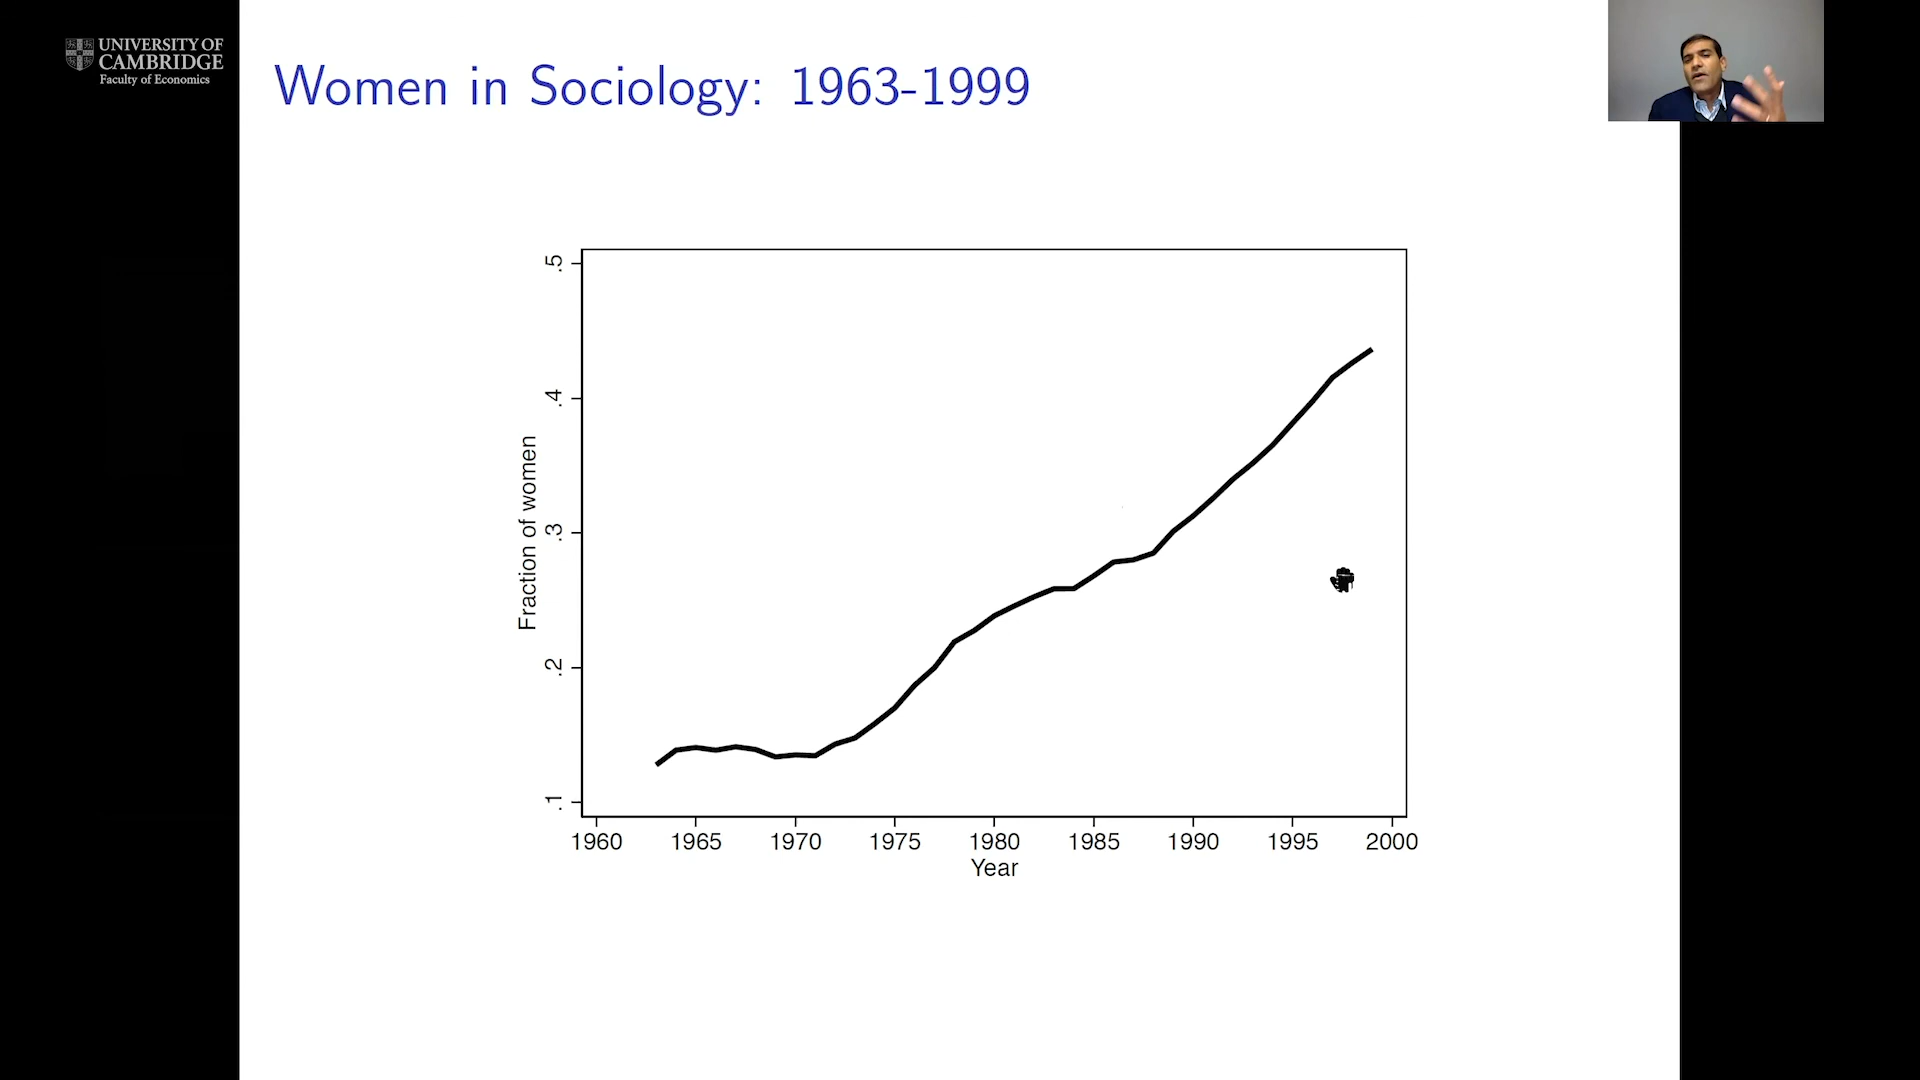 UNIVERSITY OF
CAMBRIDGE
Faculty of Economics
Women in Sociology: 1963-1999
.5
.4
.3
.2
.1
Fraction of women
1960 1965 1970 1975 1980 1985 1990 1995 2000
Year